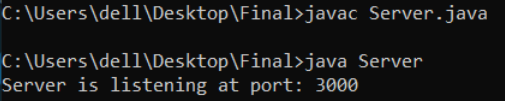 C:\Users\dell\Desktop\Final>javac Server.java
C:\Users\dell\Desktop\Final>java Server
Server is listening at port: 3000